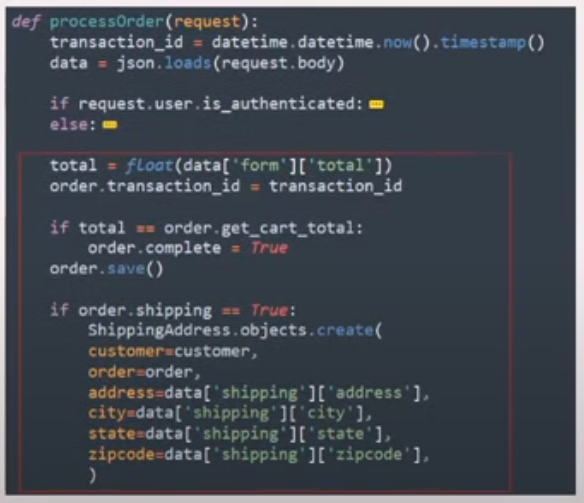 def processOrder(request):
transaction_id = datetime.datetime.now().timestamp()
data = json.loads(request.body)
if request.user.is_authenticated:
else:
total = float(data['form']['total'])
order.transaction_id = transaction_id
if total == order.get_cart_total:
order.complete = True
order.save()
if order.shipping == True:
ShippingAddress.objects.create(
customer=customer,
order=order,
address=data['shipping']['address'],
city=data['shipping']['city'],
state=data['shipping']['state'],
zipcode=data['shipping']['zipcode'],
)